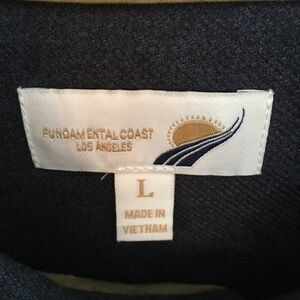 FUNDAMENTAL COAST
LOS ANGELES
L
MADE IN
VIETNAM